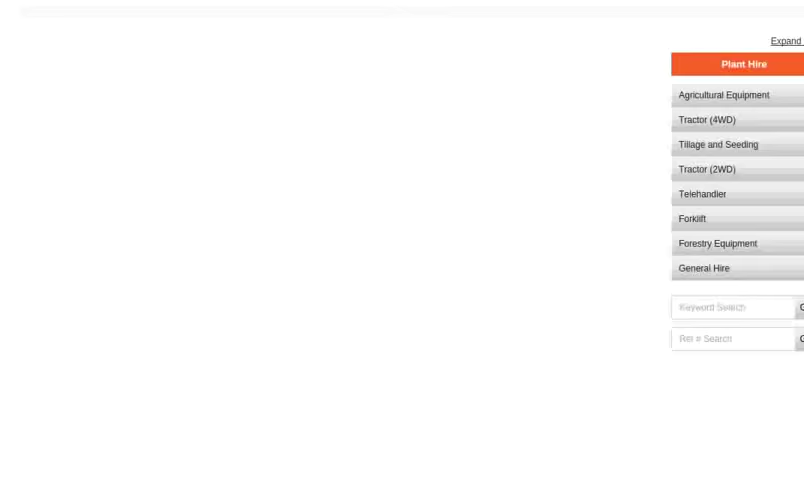 Expand
Plant Hire
Agricultural Equipment
Tractor (4WD)
Tillage and Seeding
Tractor (2WD)
Telehandler
Forklift
Forestry Equipment
General Hire
Keyword Search
G
Ref # Search
G